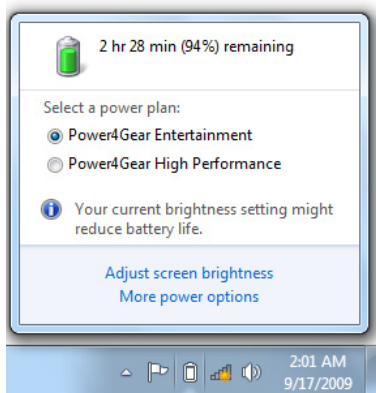 2 hr 28 min (94%) remaining
Select a power plan:
Power4Gear Entertainment
Power4Gear High Performance
Your current brightness setting might
reduce battery life.
Adjust screen brightness
More power options
2:01 AM
9/17/2009